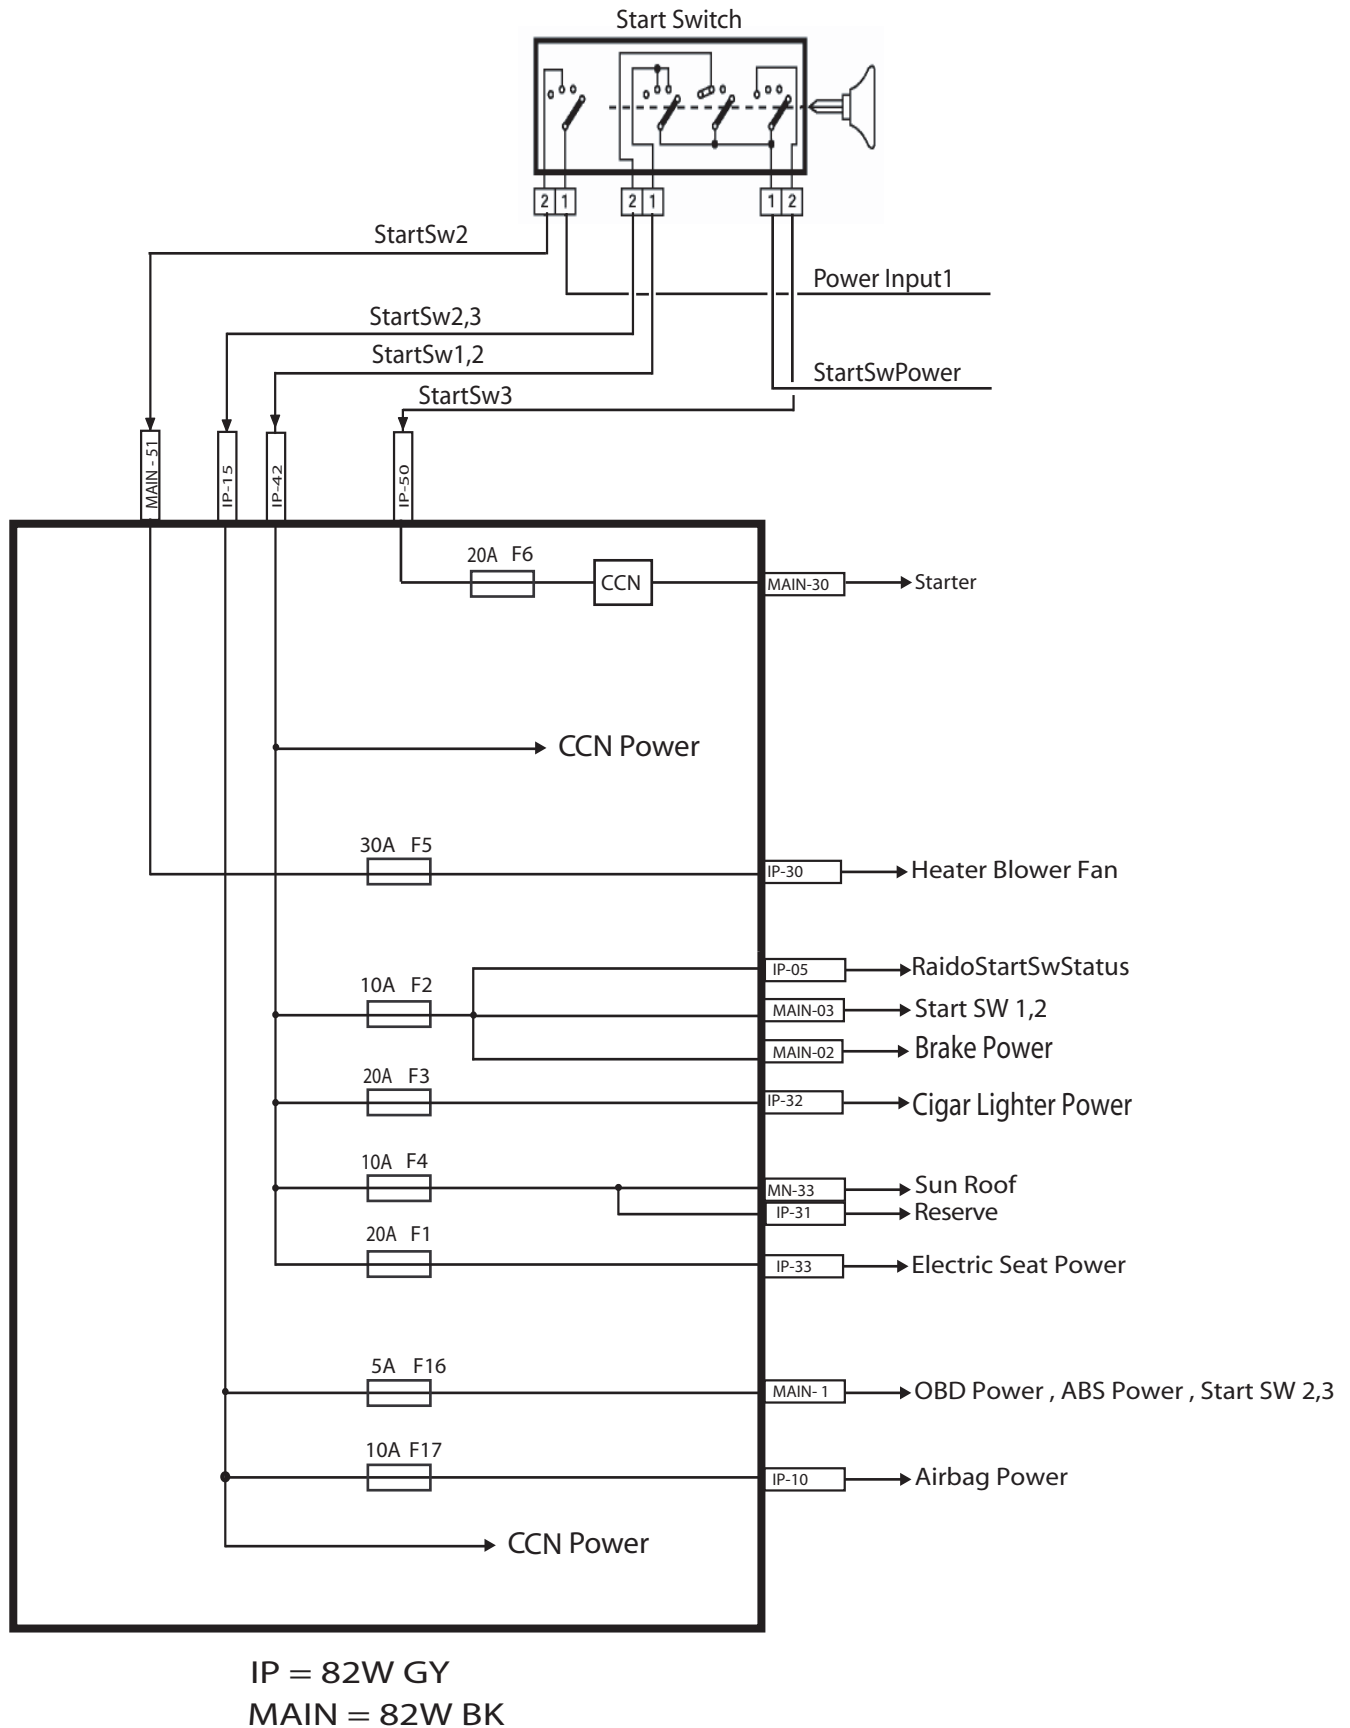 Start Switch
2 1 2 1 1 2
StartSw2
Power Input1
StartSw2,3
StartSw1,2
StartSwPower
StartSw3
MAIN - 51
IP-15
IP-42
IP-50
20A F6
CCN
MAIN-30
Starter
CCN Power
30A F5
IP-30
Heater Blower Fan
IP-05
RaidoStartSwStatus
10A F2
MAIN-03
Start SW 1,2
MAIN-02
Brake Power
20A F3
IP-32
Cigar Lighter Power
10A F4
MN-33
Sun Roof
IP-31
Reserve
20A F1
IP-33
Electric Seat Power
5A F16
MAIN- 1
OBD Power , ABS Power , Start SW 2,3
10A F17
IP-10
Airbag Power
CCN Power
IP = 82W GY
MAIN = 82W BK